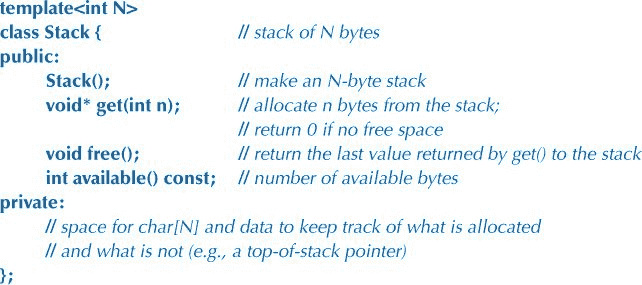 template<int N>
class Stack { // stack of N bytes
public:
Stack(); // make an N-byte stack
void* get(int n); // allocate n bytes from the stack;
// return 0 if no free space
void free(); // return the last value returned by get() to the stack
int available() const; // number of available bytes
private:
// space for char[N] and data to keep track of what is allocated
// and what is not (e.g., a top-of-stack pointer)
};